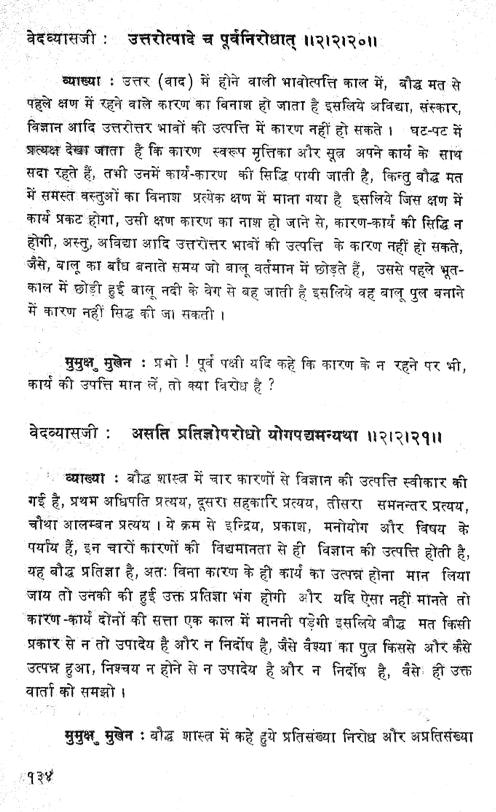 वेदव्यासजी : उत्तरोत्पादे च पूर्वनिरोधात् ॥२।२।२०॥
व्याख्या : उत्तर (वाद) में होने वाली भावोत्पत्ति काल में, बौद्ध मत से
पहले क्षण में रहने वाले कारण का विनाश हो जाता है इसलिये अविद्या, संस्कार,
विज्ञान आदि उत्तरोत्तर भावों की उत्पत्ति में कारण नहीं हो सकते । घट-पट में
प्रत्यक्ष देखा जाता है कि कारण स्वरूप मृत्तिका और सूत्र अपने कार्य के साथ
सदा रहते हैं, तभी उनमें कार्य-कारण की सिद्धि पायी जाती है, किन्तु बौद्ध मत
में समस्त वस्तुओं का विनाश प्रत्येक क्षण में माना गया है इसलिये जिस क्षण में
कार्य प्रकट होगा, उसी क्षण कारण का नाश हो जाने से, कारण-कार्य की सिद्धि न
होगी, अस्तु, अविद्या आदि उत्तरोत्तर भावों की उत्पत्ति के कारण नहीं हो सकते,
जैसे, बालू का बाँध बनाते समय जो बालू वर्तमान में छोड़ते हैं, उससे पहले भूत-
काल में छोड़ी हुई बालू नदी के वेग से बह जाती है इसलिये वह बालू पुल बनाने
में कारण नहीं सिद्ध की जा सकती ।
मुमुक्षु मुखेन : प्रभो ! पूर्व पक्षी यदि कहे कि कारण के न रहने पर भी,
कार्य की उपत्ति मान लें, तो क्या विरोध है ?
वेदव्यासजी : असति प्रतिज्ञोपरोधो योगपद्यमन्यथा ॥२।२।२१॥
व्याख्या : बौद्ध शास्त्र में चार कारणों से विज्ञान की उत्पत्ति स्वीकार की
गई है, प्रथम अधिपति प्रत्यय, दूसरा सहकारि प्रत्यय, तीसरा समनन्तर प्रत्यय,
चौथा आलम्बन प्रत्यय । ये क्रम से इन्द्रिय, प्रकाश, मनोयोग और विषय के
पर्याय हैं, इन चारों कारणों की विद्यमानता से ही विज्ञान की उत्पत्ति होती है,
यह बौद्ध प्रतिज्ञा है, अतः विना कारण के ही कार्य का उत्पन्न होना मान लिया
जाय तो उनकी की हुई उक्त प्रतिज्ञा भंग होगी और यदि ऐसा नहीं मानते तो
कारण-कार्य दोनों की सत्ता एक काल में माननी पड़ेगी इसलिये बौद्ध मत किसी
प्रकार से न तो उपादेय है और न निर्दोष है, जैसे वैश्या का पुत्र किससे और कैसे
उत्पन्न हुआ, निश्चय न होने से न उपादेय है और न निर्दोष है, वैसे ही उक्त
वार्ता को समझो ।
मुमुक्षु मुखेन : बौद्ध शास्त्र में कहे हुये प्रतिसंख्या निरोध और अप्रतिसंख्या
१३४